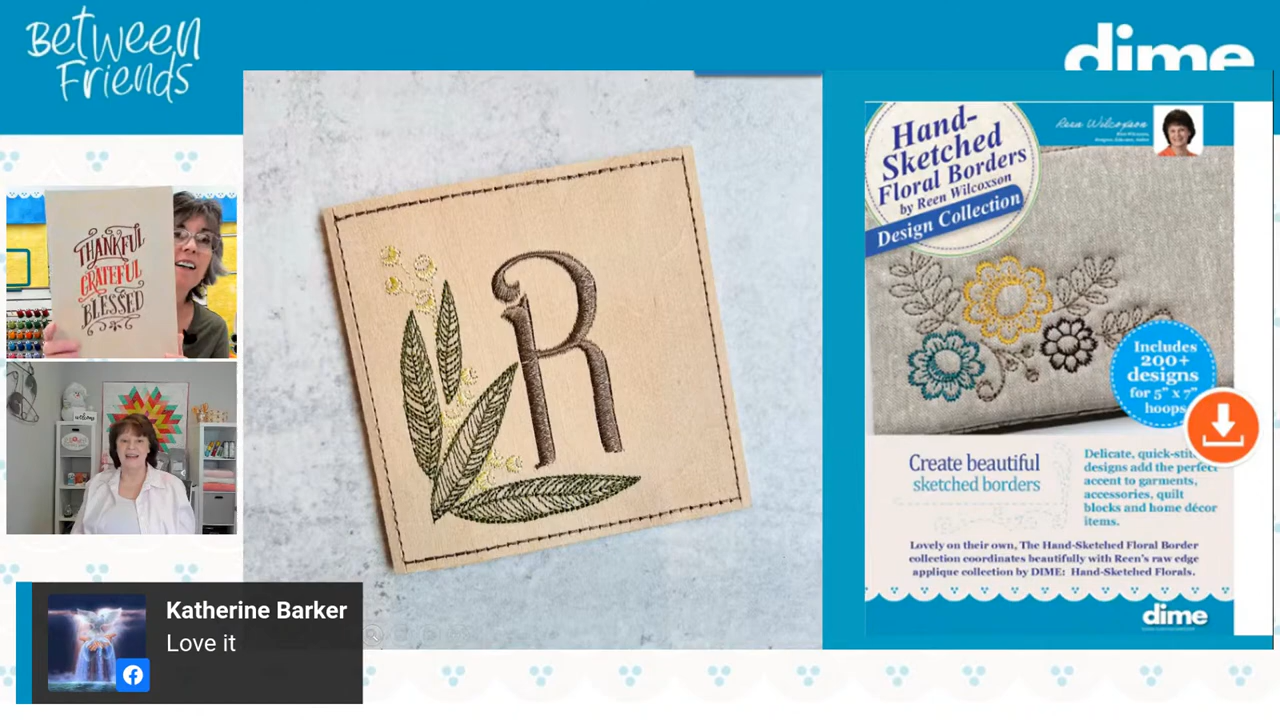 Between
Friends
dime
THANKFUL
GRATEFUL
BLESSED
welcome
R
Hand-
Sketched
Floral Borders
by Reen Wilcoxson
Design Collection
Reen Wilcoxson
Includes
200+
designs
for 5" x 7"
hoops
Create beautiful
sketched borders
Delicate, quick-stit
designs add the perfect
accent to garments,
accessories, quilt
blocks and home décor
items.
Lovely on their own, The Hand-Sketched Floral Border
collection coordinates beautifully with Reen's raw edge
applique collection by DIME: Hand-Sketched Florals.
dime
Katherine Barker
Love it